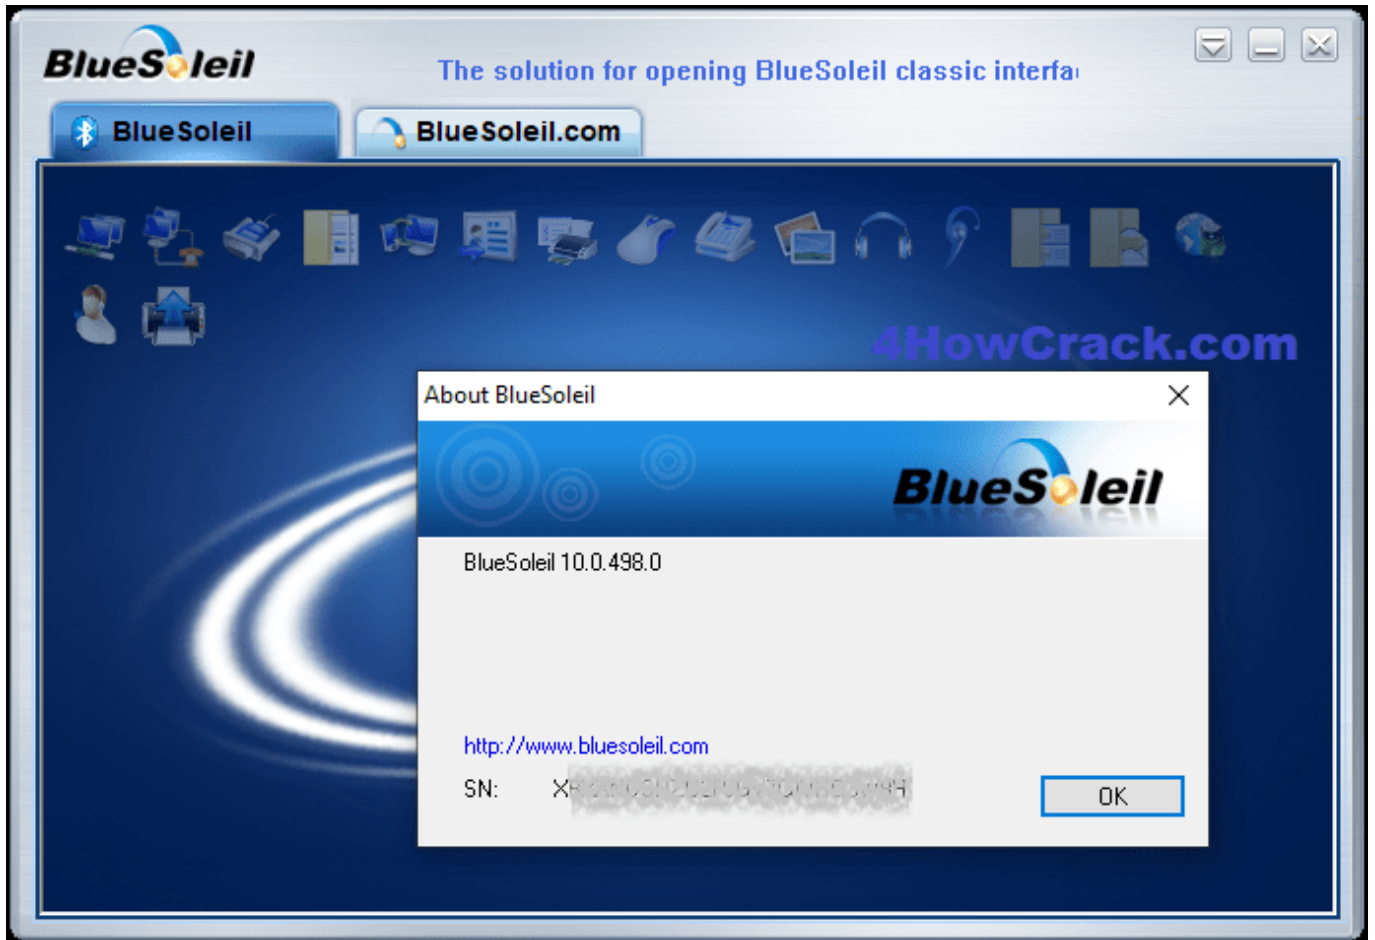 BlueSoleil
The solution for opening BlueSoleil classic interfa
BlueSoleil
BlueSoleil.com
4HowCrack.com
About BlueSoleil
BlueSoleil
BlueSoleil 10.0.498.0
http://www.bluesoleil.com
SN:
OK